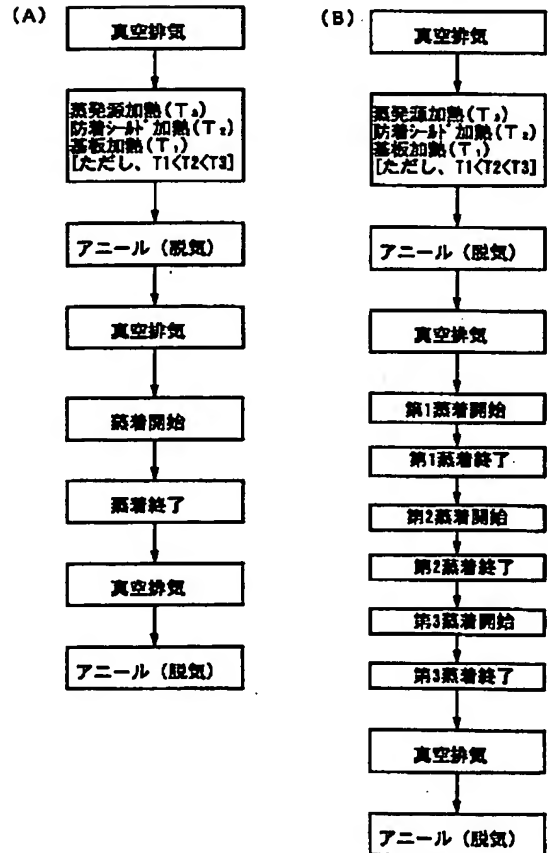 (A)
真空排気
蒸発源加熱(T₃)
防着シールド加熱(T₂)
基板加熱(T₁)
[ただし、T1<T2<T3]
アニール（脱気）
真空排気
蒸着開始
蒸着終了
真空排気
アニール（脱気）
(B)
真空排気
蒸発源加熱(T₃)
防着シールド加熱(T₂)
基板加熱(T₁)
[ただし、T1<T2<T3]
アニール（脱気）
真空排気
第1蒸着開始
第1蒸着終了
第2蒸着開始
第2蒸着終了
第3蒸着開始
第3蒸着終了
真空排気
アニール（脱気）